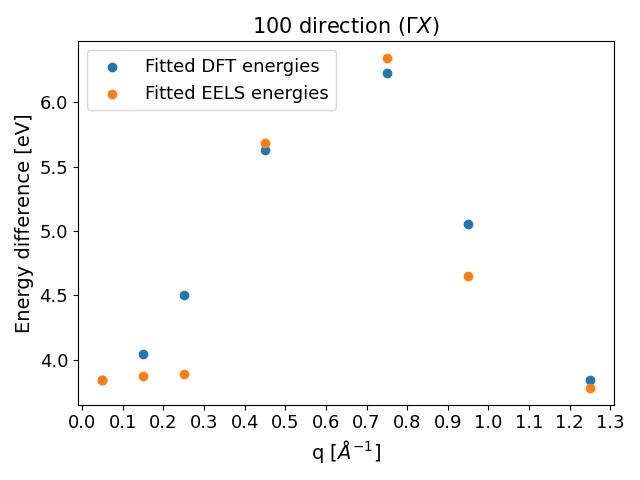 100 direction (ΓX)
Fitted DFT energies
Fitted EELS energies
Energy difference [eV]
6.0
5.5
5.0
4.5
4.0
0.0 0.1 0.2 0.3 0.4 0.5 0.6 0.7 0.8 0.9 1.0 1.1 1.2 1.3
q [Å⁻¹]